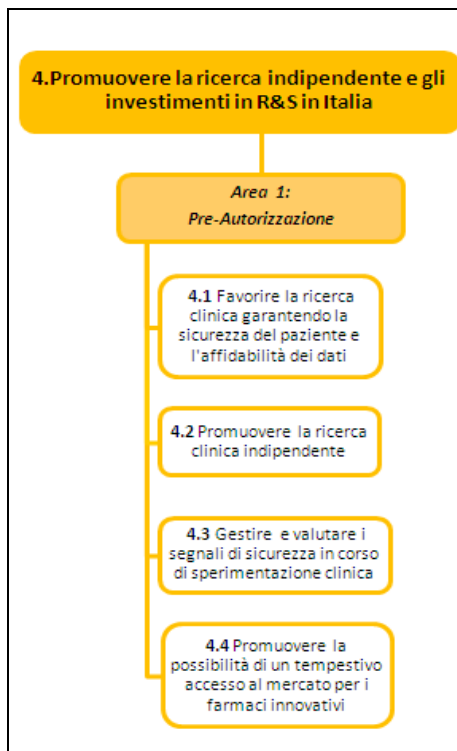 4.Promuovere la ricerca indipendente e gli
investimenti in R&S in Italia
Area 1:
Pre-Autorizzazione
4.1 Favorire la ricerca
clinica garantendo la
sicurezza del paziente e
l'affidabilità dei dati
4.2 Promuovere la ricerca
clinica indipendente
4.3 Gestire e valutare i
segnali di sicurezza in corso
di sperimentazione clinica
4.4 Promuovere la
possibilità di un tempestivo
accesso al mercato per i
farmaci innovativi